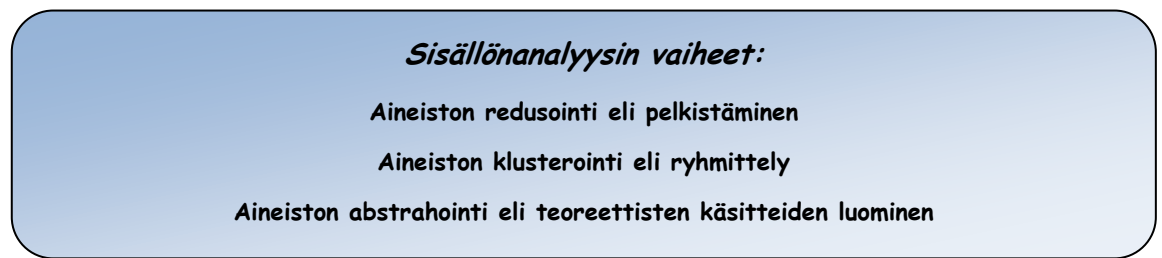 Sisällönanalyysin vaiheet:
Aineiston redusointi eli pelkistäminen
Aineiston klusterointi eli ryhmittely
Aineiston abstrahointi eli teoreettisten käsitteiden luominen